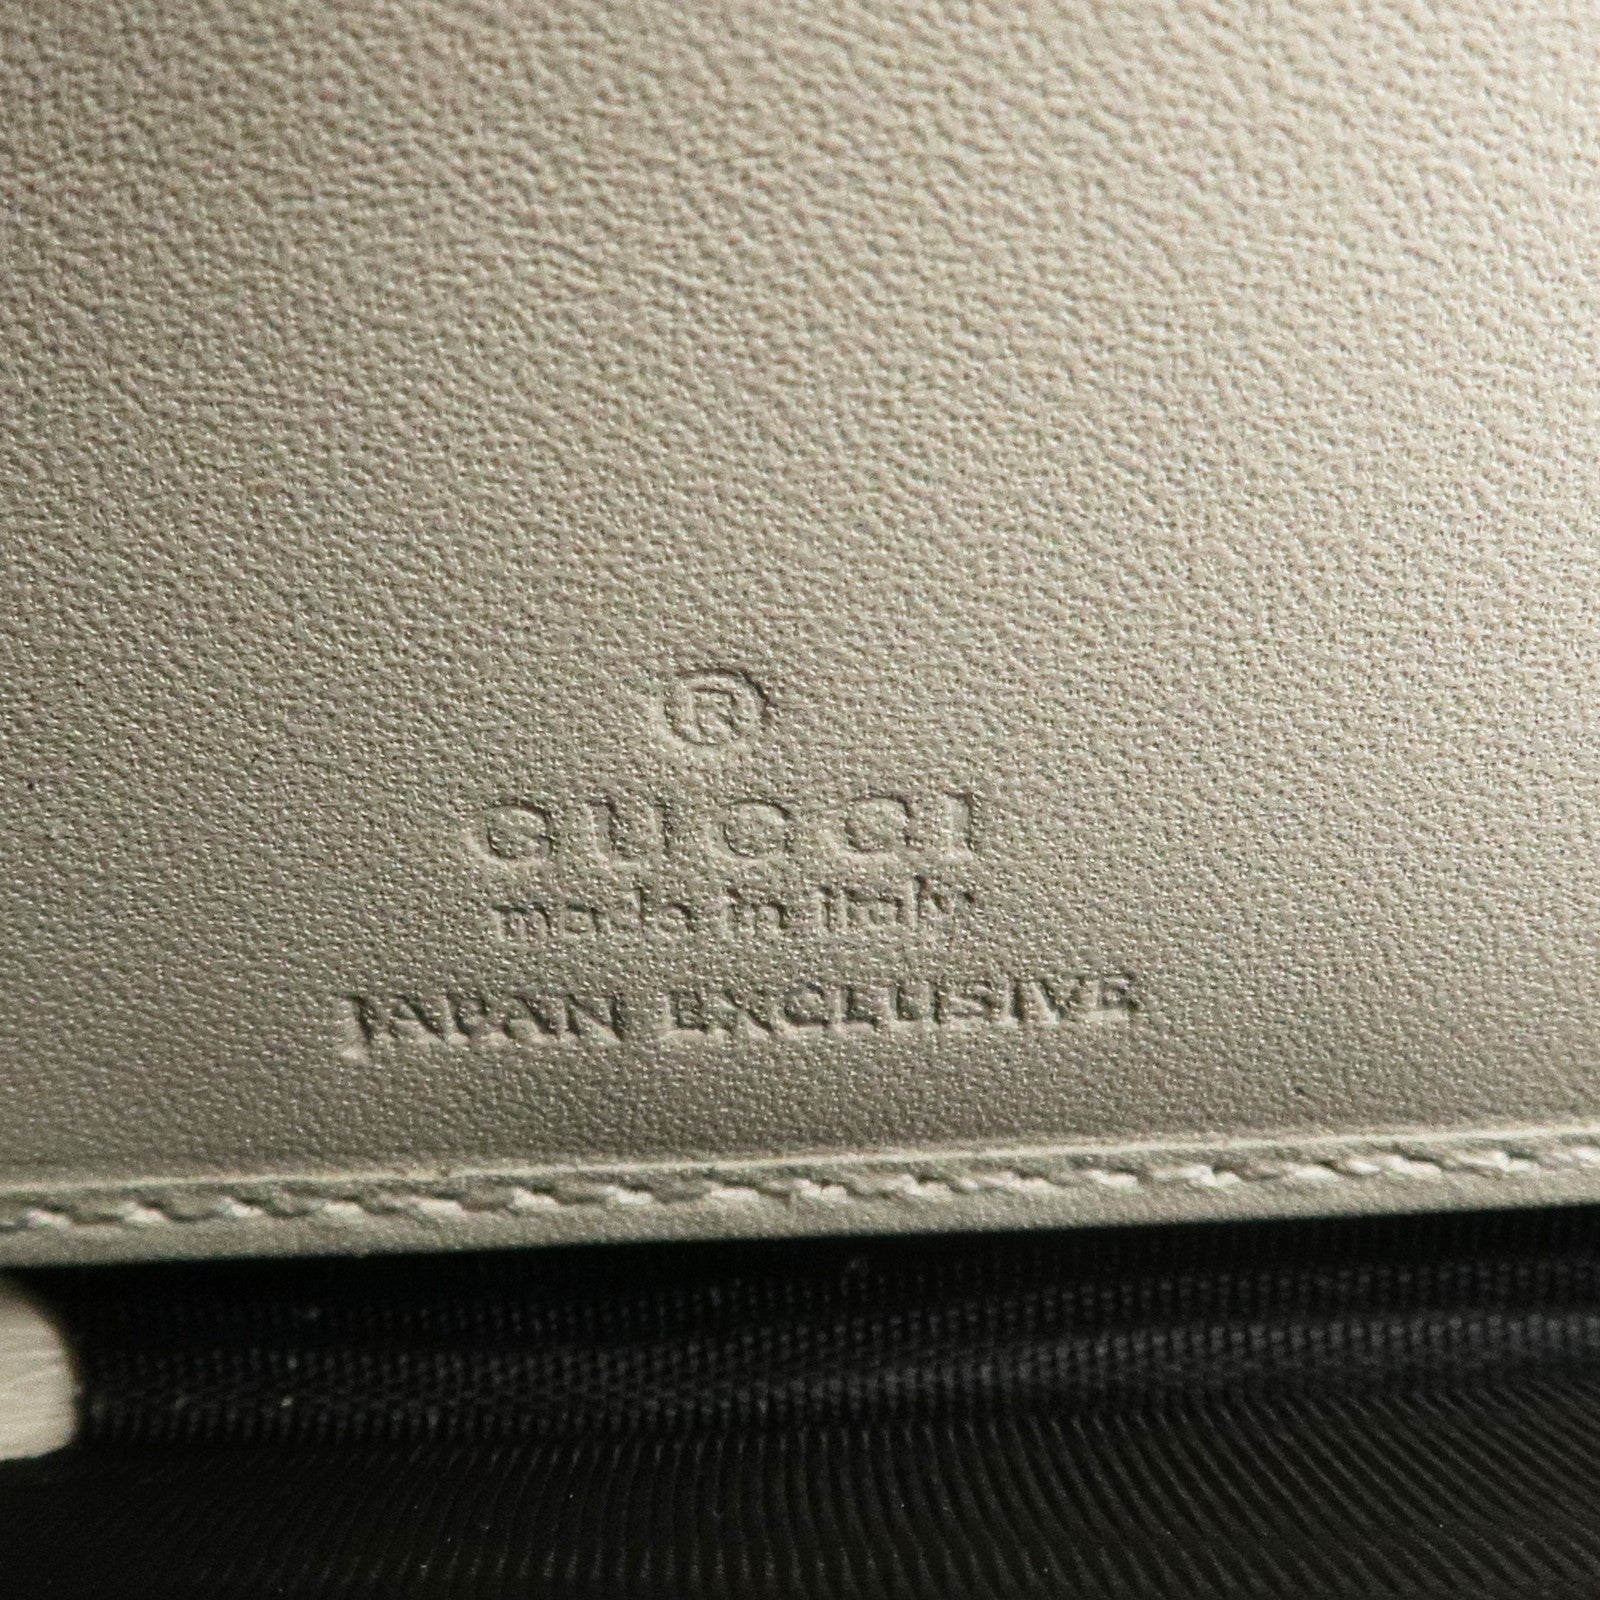 ®
GUCCI
made in italy
JAPAN EXCLUSIVE